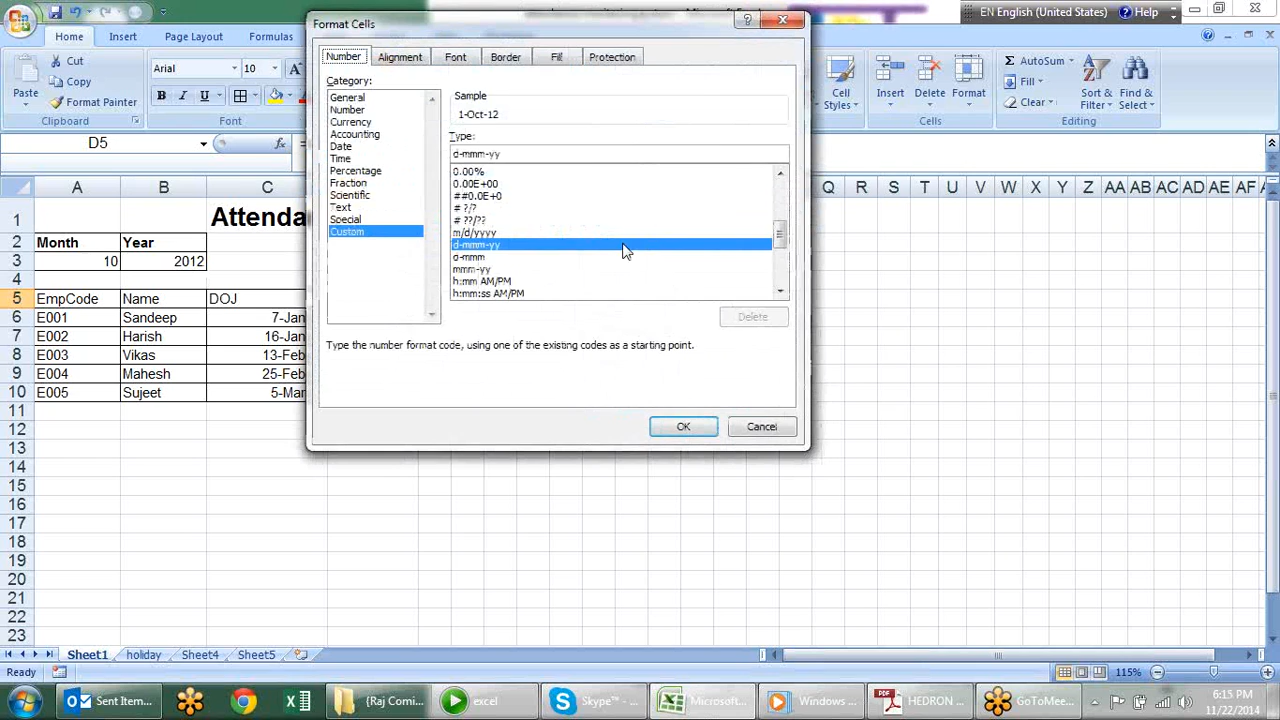 Format Cells
EN English (United States)
Help
Home
Insert
Page Layout
Formulas
Cut
Copy
Paste
Format Painter
Clipboard
Arial
10
B
I
U
Font
Cell
Styles
Insert
Delete
Format
Cells
AutoSum
Fill
Clear
Sort &
Filter
Find &
Select
Editing
Number
Alignment
Font
Border
Fill
Protection
Category:
General
Number
Currency
Accounting
Date
Time
Percentage
Fraction
Scientific
Text
Special
Custom
Sample
1-Oct-12
Type:
d-mmm-yy
0.00%
0.00E+00
##0.0E+0
# ?/?
# ??/??
m/d/yyyy
d-mmm-yy
d-mmm
mmm-yy
h:mm AM/PM
h:mm:ss AM/PM
Delete
Type the number format code, using one of the existing codes as a starting point.
OK
Cancel
D5
fx
A B C Q R S T U V W X Y Z AA AB AC AD AE AF
1 Attenda
2 Month Year
3 10 2012
4
5 EmpCode Name DOJ
6 E001 Sandeep 7-Jan
7 E002 Harish 16-Jan
8 E003 Vikas 13-Feb
9 E004 Mahesh 25-Feb
10 E005 Sujeet 5-Mar
11
12
13
14
15
16
17
18
19
20
21
22
23
Sheet1 holiday Sheet4 Sheet5
Ready
115%
Sent Item...
{Raj Comi...
excel
Skype™ - ...
Microsof...
Windows ...
HEDRON ...
GoToMee...
6:15 PM
11/22/2014